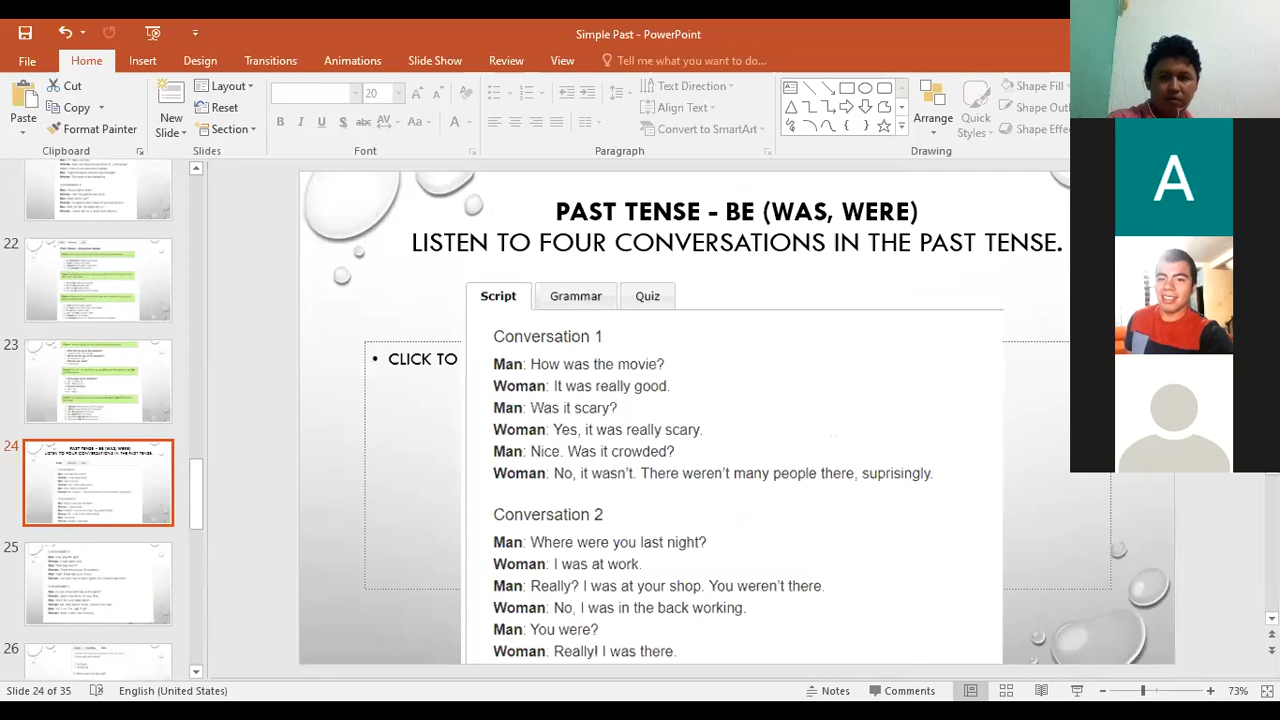 Simple Past - PowerPoint
File Home Insert Design Transitions Animations Slide Show Review View Tell me what you want to do...
Paste Cut Copy Format Painter Clipboard
New Slide Layout Reset Section Slides
20 B I U S abc AV Aa A Font
Text Direction Align Text Convert to SmartArt Paragraph
Arrange Quick Styles Shape Fill Shape Out Shape Effe Drawing
22
23
24
25
26
PAST TENSE - BE (WAS, WERE)
LISTEN TO FOUR CONVERSATIONS IN THE PAST TENSE.
Script Grammar Quiz
• CLICK TO
Conversation 1
Man: How was the movie?
Woman: It was really good.
Man: Was it scary?
Woman: Yes, it was really scary.
Man: Nice. Was it crowded?
Woman: No, it wasn't. There weren't many people there, suprisingly.
Conversation 2
Man: Where were you last night?
Woman: I was at work.
Man: Really? I was at your shop. You weren't there.
Woman: No, I was in the back working.
Man: You were?
Woman: Really! I was there.
A
Slide 24 of 35 English (United States) Notes Comments 73%